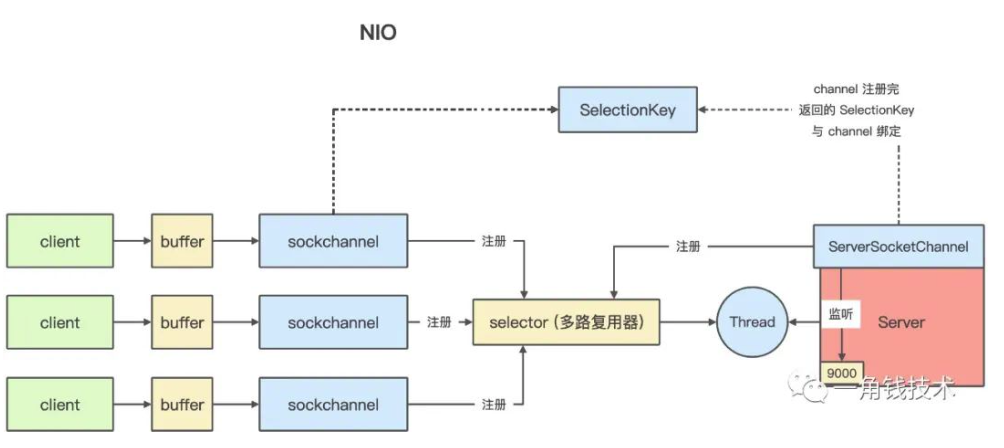 NIO
SelectionKey
channel 注册完
返回的 SelectionKey
与 channel 绑定
client
buffer
sockchannel
注册
注册
ServerSocketChannel
client
buffer
sockchannel
注册
selector (多路复用器)
Thread
监听
Server
9000
client
buffer
sockchannel
注册
一角钱技术